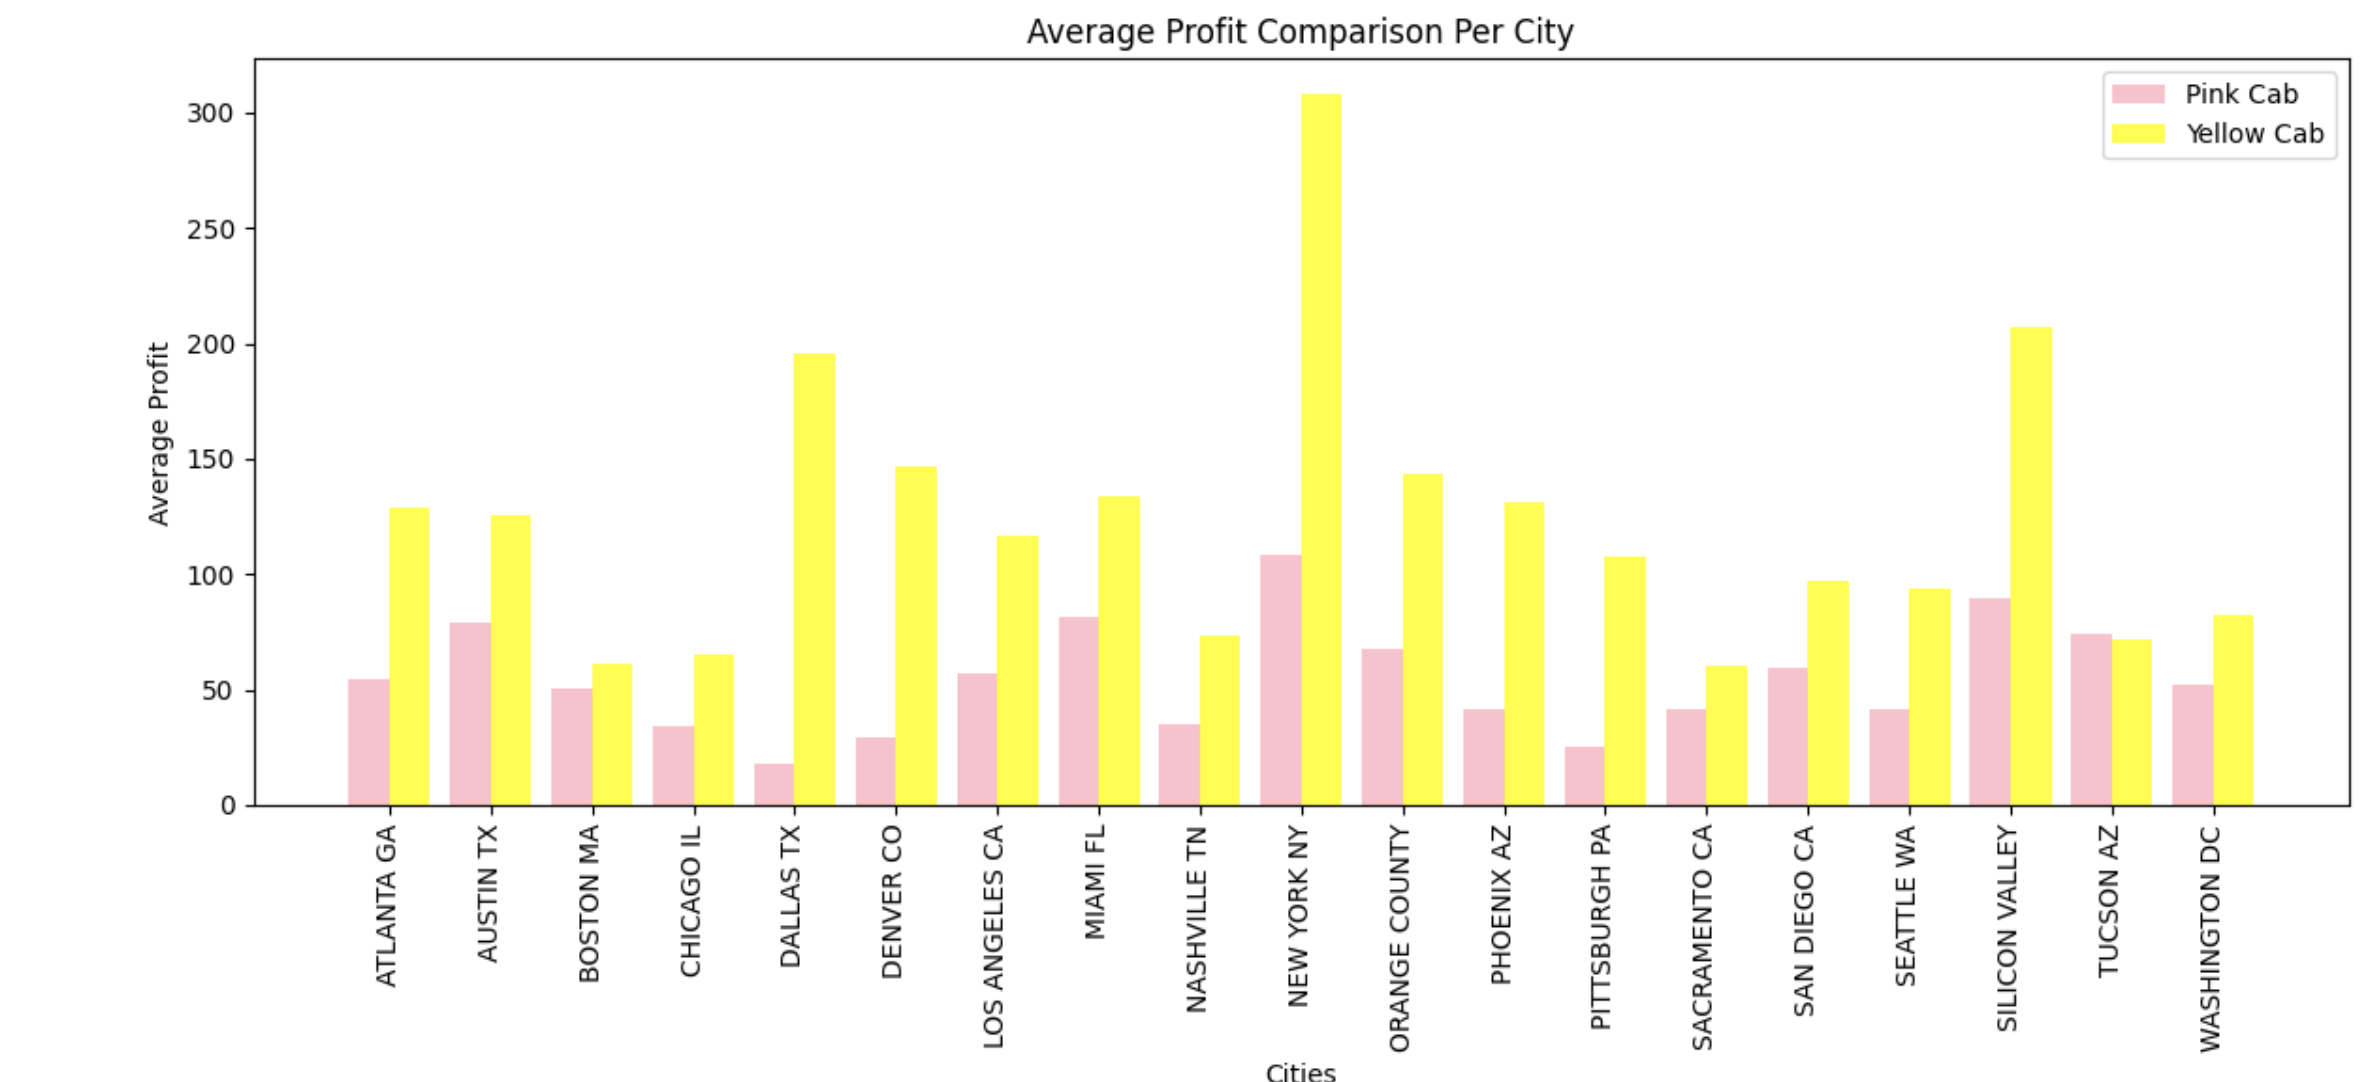 Average Profit Comparison Per City
Pink Cab
Yellow Cab
Average Profit
300
250
200
150
100
50
0
ATLANTA GA
AUSTIN TX
BOSTON MA
CHICAGO IL
DALLAS TX
DENVER CO
LOS ANGELES CA
MIAMI FL
NASHVILLE TN
NEW YORK NY
ORANGE COUNTY
PHOENIX AZ
PITTSBURGH PA
SACRAMENTO CA
SAN DIEGO CA
SEATTLE WA
SILICON VALLEY
TUCSON AZ
WASHINGTON DC
Cities